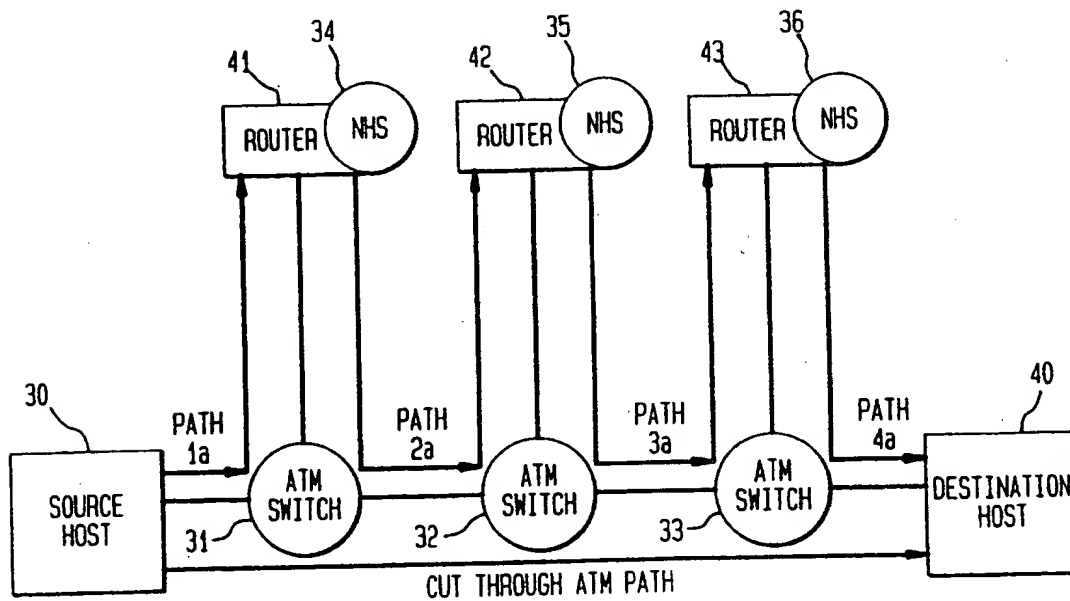 34
35
36
41
42
43
ROUTER
NHS
ROUTER
NHS
ROUTER
NHS
30
40
PATH
1a
PATH
2a
PATH
3a
PATH
4a
SOURCE
HOST
ATM
SWITCH
ATM
SWITCH
ATM
SWITCH
DESTINATION
HOST
31
32
33
CUT THROUGH ATM PATH